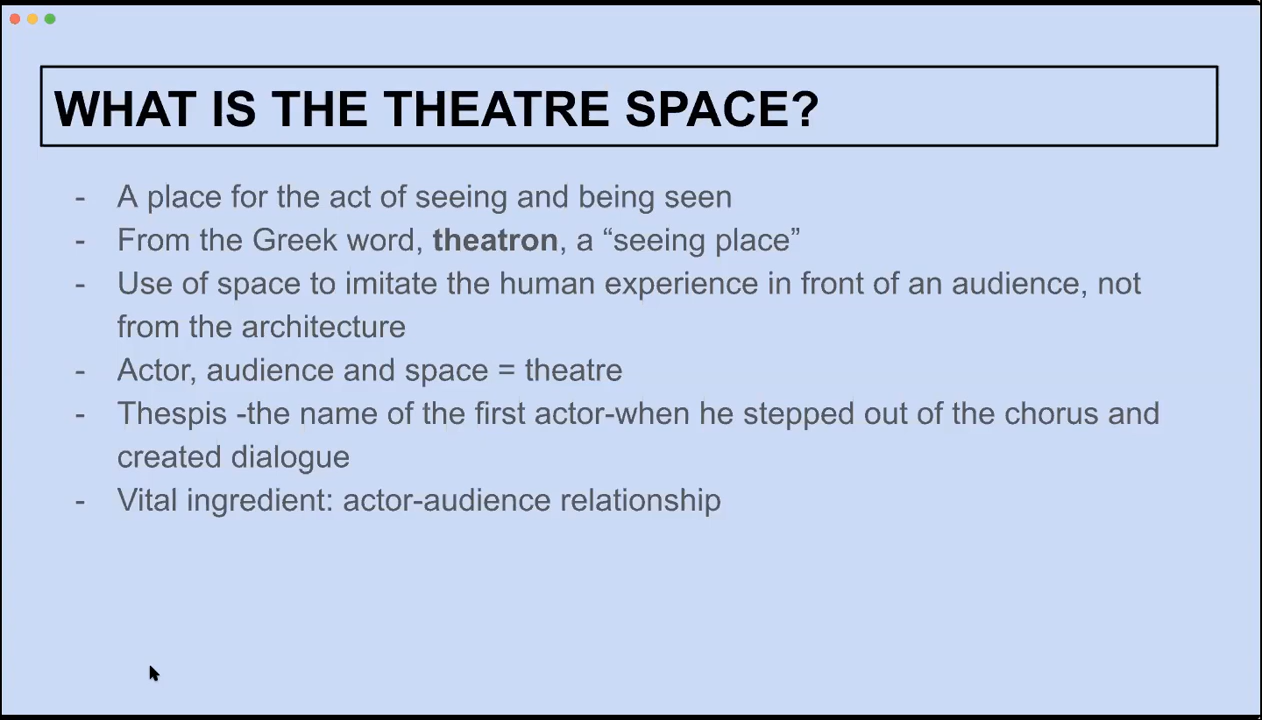 WHAT IS THE THEATRE SPACE?
- A place for the act of seeing and being seen
- From the Greek word, theatron, a “seeing place”
- Use of space to imitate the human experience in front of an audience, not
from the architecture
- Actor, audience and space = theatre
- Thespis -the name of the first actor-when he stepped out of the chorus and
created dialogue
- Vital ingredient: actor-audience relationship